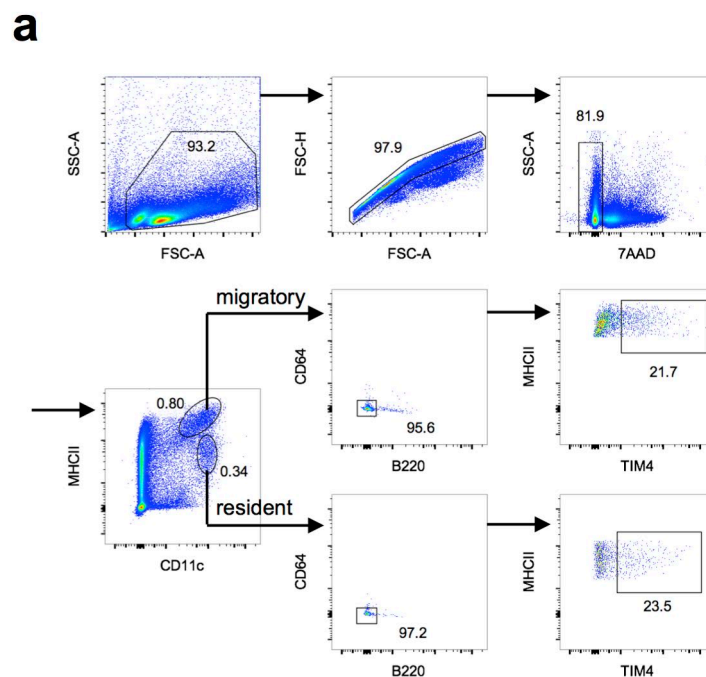 a
SSC-A
93.2
FSC-A
FSC-H
97.9
FSC-A
SSC-A
81.9
7AAD
MHCII
0.80
0.34
CD11c
migratory
resident
CD64
95.6
B220
MHCII
21.7
TIM4
CD64
97.2
B220
MHCII
23.5
TIM4